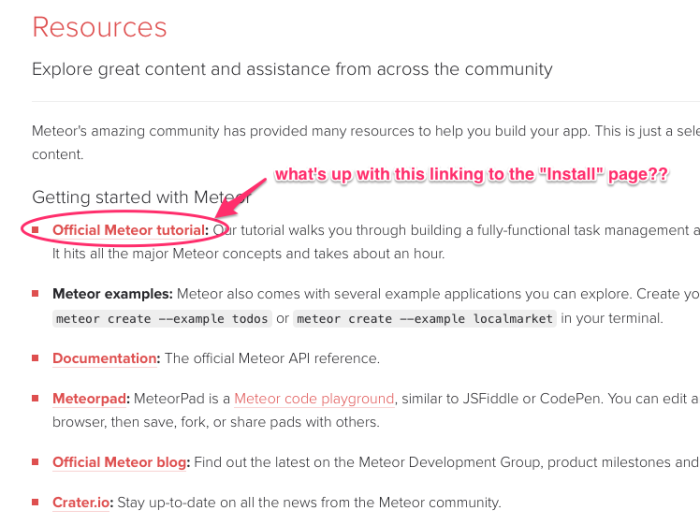 Resources
Explore great content and assistance from across the community
Meteor's amazing community has provided many resources to help you build your app. This is just a sele
content.
what's up with this linking to the "Install" page??
Getting started with Meteor
Official Meteor tutorial: Our tutorial walks you through building a fully-functional task management a
It hits all the major Meteor concepts and takes about an hour.
Meteor examples: Meteor also comes with several example applications you can explore. Create yo
meteor create --example todos or meteor create --example localmarket in your terminal.
Documentation: The official Meteor API reference.
Meteorpad: MeteorPad is a Meteor code playground, similar to JSFiddle or CodePen. You can edit a
browser, then save, fork, or share pads with others.
Official Meteor blog: Find out the latest on the Meteor Development Group, product milestones and
Crater.io: Stay up-to-date on all the news from the Meteor community.